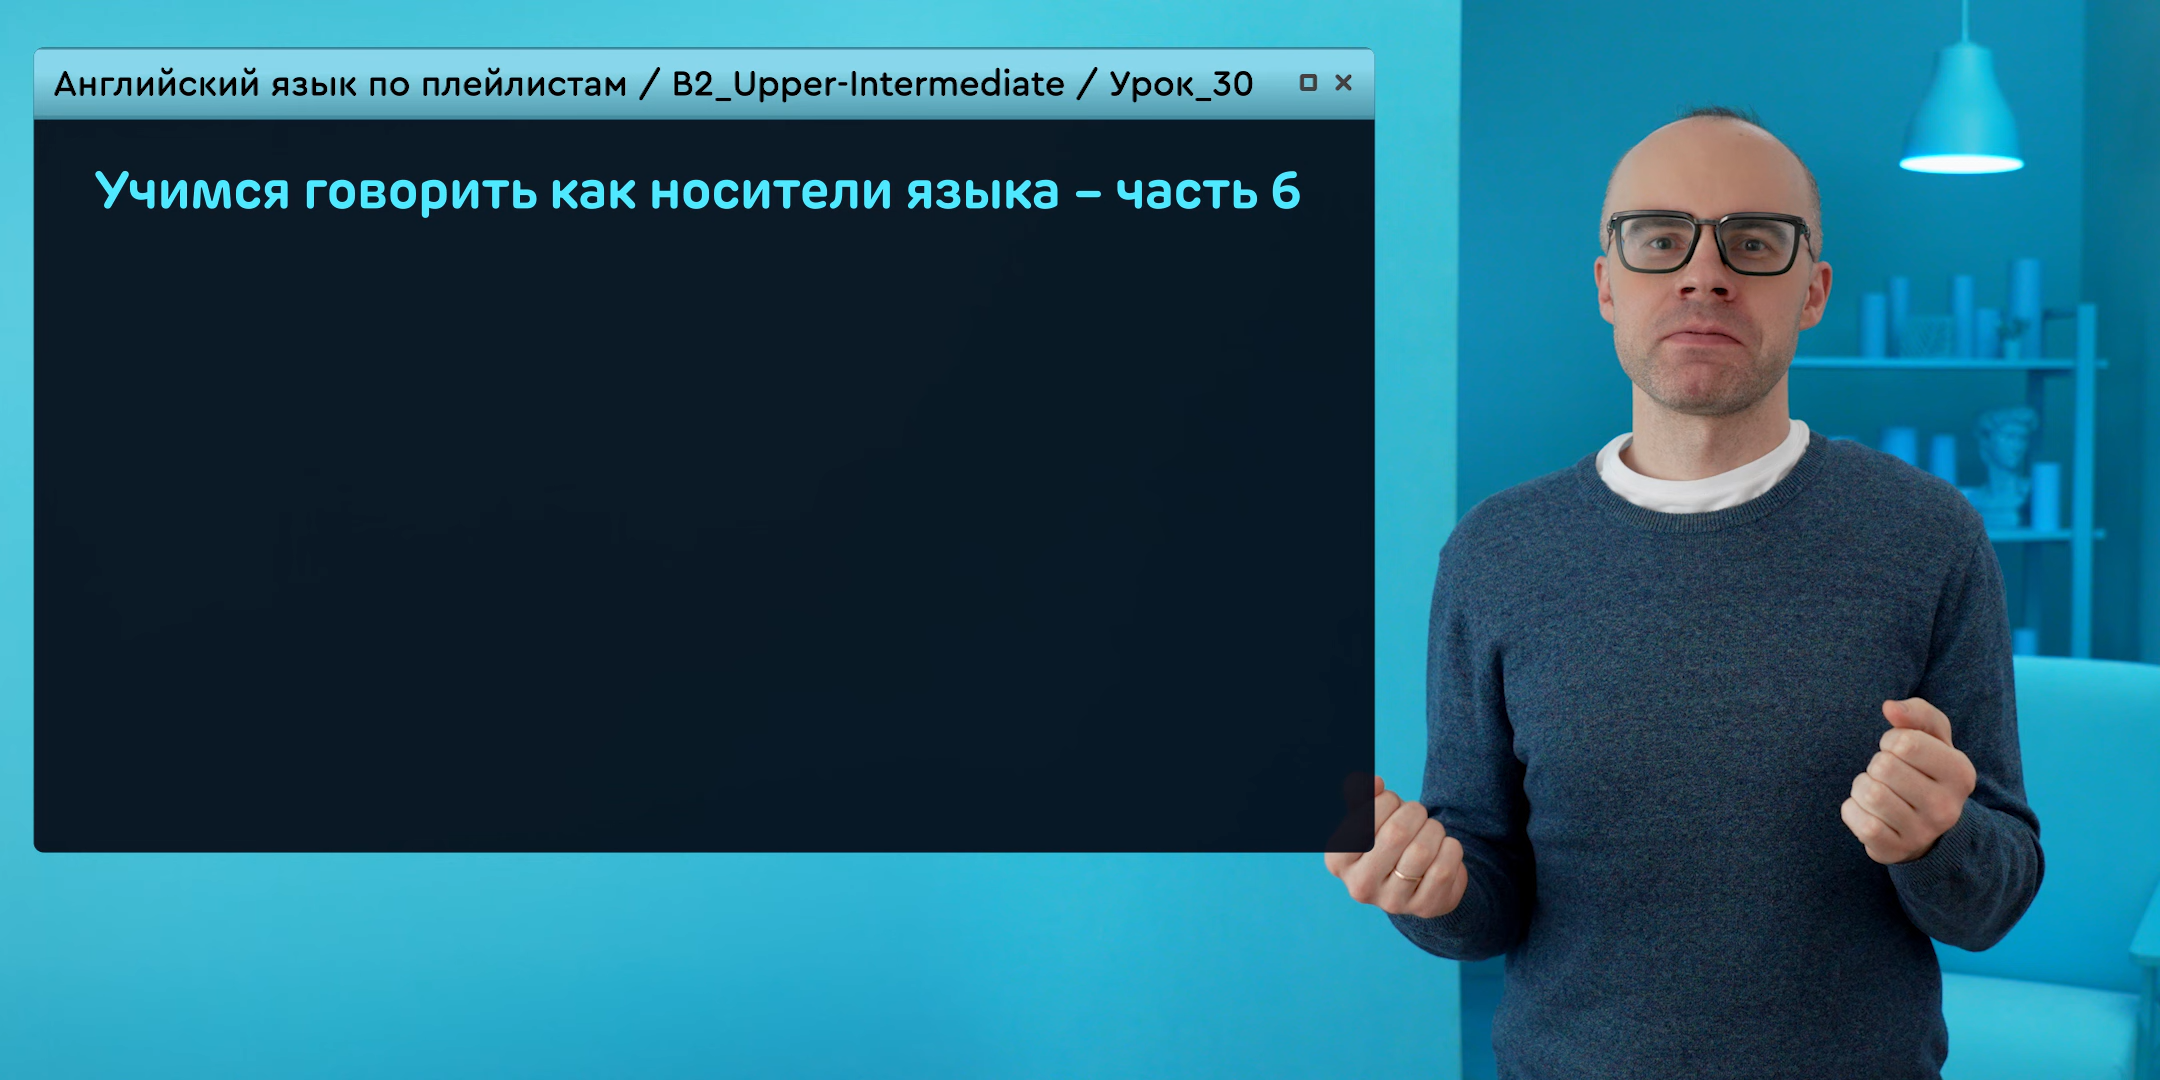 Английский язык по плейлистам / B2_Upper-Intermediate / Урок_30
Учимся говорить как носители языка – часть 6